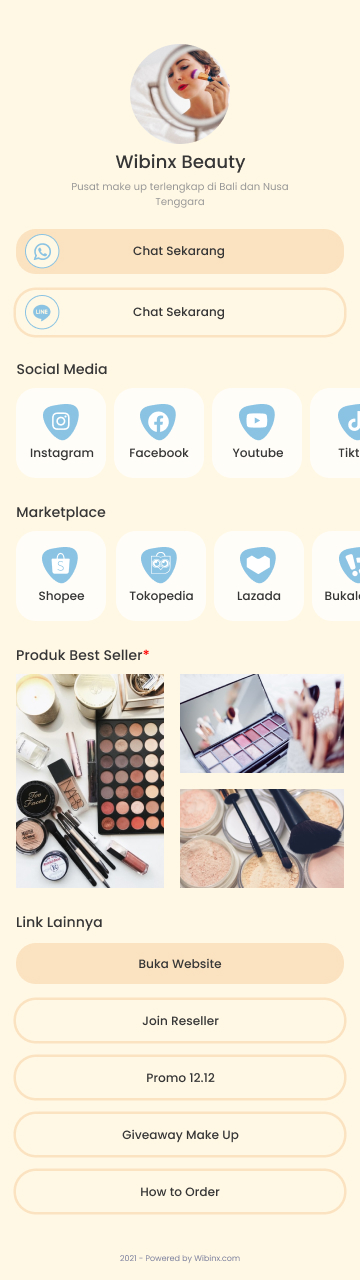 Wibinx Beauty
Pusat make up terlengkap di Bali dan Nusa
Tenggara
Chat Sekarang
LINE
Chat Sekarang
Social Media
Instagram
Facebook
Youtube
Tikt
Marketplace
Shopee
Tokopedia
Lazada
Bukala
Produk Best Seller*
Too
Faced
NARS
Link Lainnya
Buka Website
Join Reseller
Promo 12.12
Giveaway Make Up
How to Order
2021 - Powered by Wibinx.com